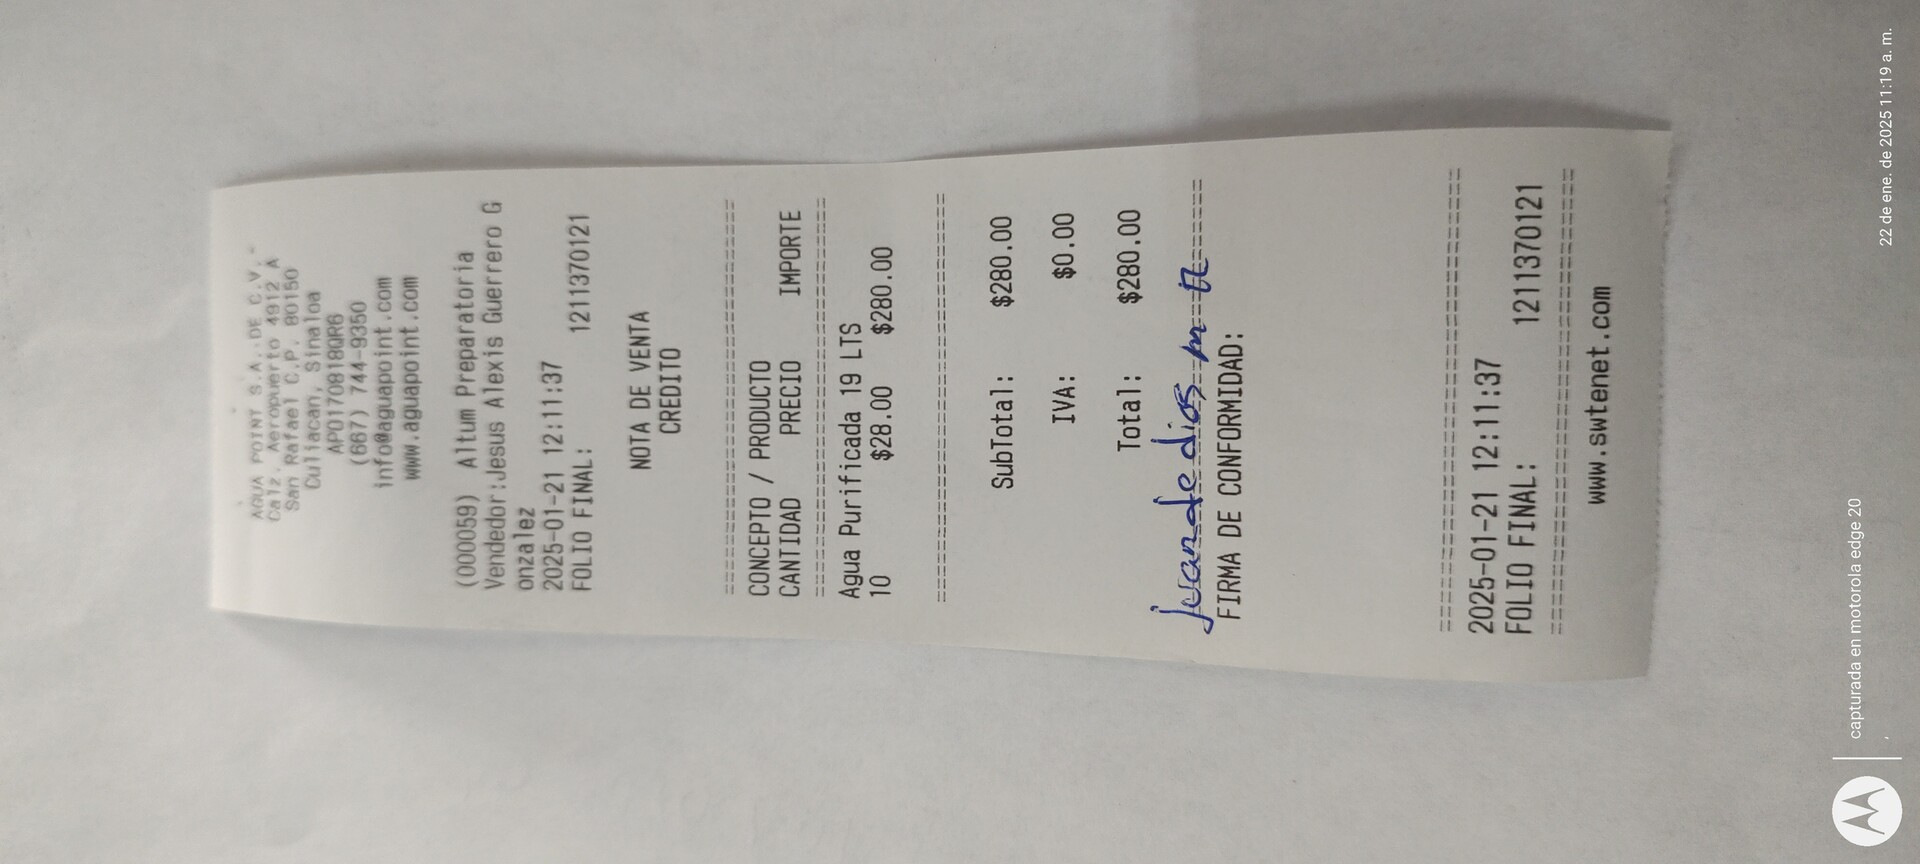 AGUA POINT S.A. DE C.V.
Calz. Aeropuerto 4912 A
San Rafael C.P. 80150
Culiacan, Sinaloa
APO170818QR6
(667) 744-9350
info@aguapoint.com
www.aguapoint.com
(000059) Altum Preparatoria
Vendedor:Jesus Alexis Guerrero G
onzalez
2025-01-21 12:11:37
FOLIO FINAL: 1211370121
NOTA DE VENTA
CREDITO
================================
CONCEPTO / PRODUCTO
CANTIDAD PRECIO IMPORTE
================================
Agua Purificada 19 LTS
10 $28.00 $280.00
================================
SubTotal: $280.00
IVA: $0.00
Total: $280.00
juan de dios m
================================
FIRMA DE CONFORMIDAD:
================================
2025-01-21 12:11:37
FOLIO FINAL: 1211370121
================================
www.swtenet.com
capturada en motorola edge 20
22 de ene. de 2025 11:19 a. m.